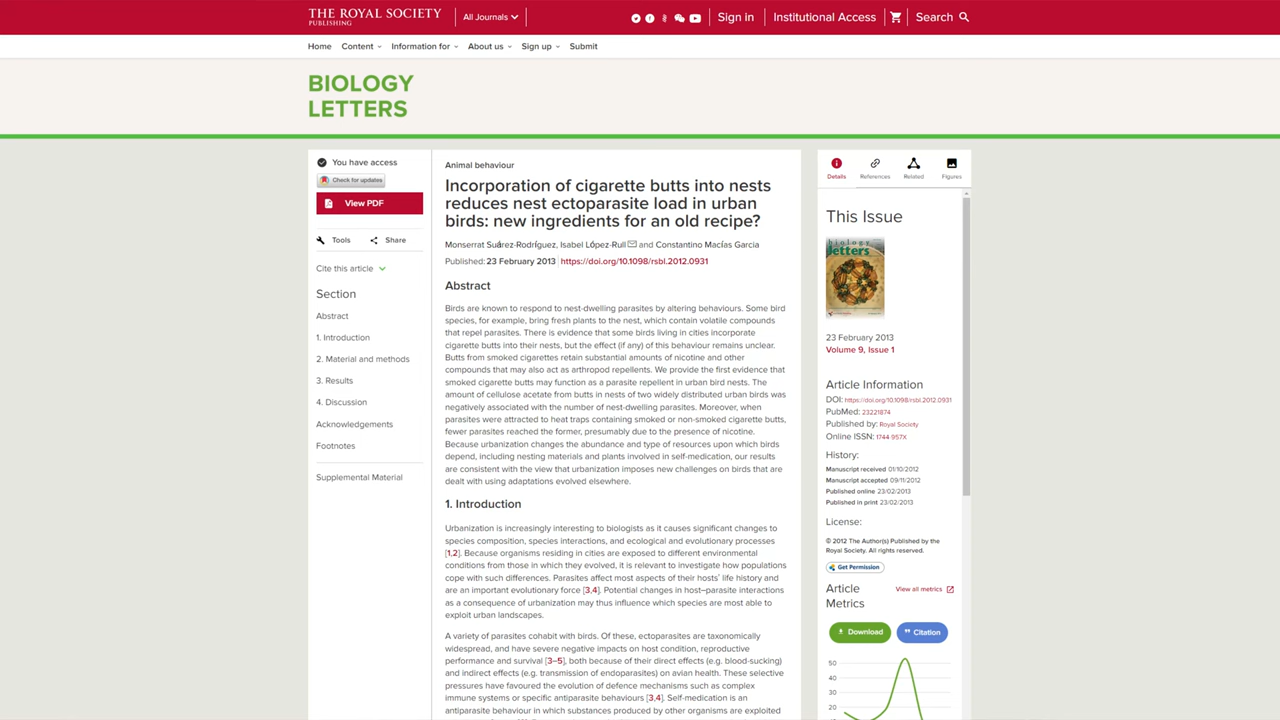 THE ROYAL SOCIETY
PUBLISHING
All Journals
Sign in
Institutional Access
Search
Home
Content
Information for
About us
Sign up
Submit
BIOLOGY
LETTERS
You have access
Check for updates
View PDF
Tools
Share
Cite this article
Section
Abstract
1. Introduction
2. Material and methods
3. Results
4. Discussion
Acknowledgements
Footnotes
Supplemental Material
Animal behaviour
Incorporation of cigarette butts into nests
reduces nest ectoparasite load in urban
birds: new ingredients for an old recipe?
Monserrat Suárez-Rodríguez, Isabel López-Rull and Constantino Macías Garcia
Published: 23 February 2013 https://doi.org/10.1098/rsbl.2012.0931
Abstract
Birds are known to respond to nest-dwelling parasites by altering behaviours. Some bird
species, for example, bring fresh plants to the nest, which contain volatile compounds
that repel parasites. There is evidence that some birds living in cities incorporate
cigarette butts into their nests, but the effect (if any) of this behaviour remains unclear.
Butts from smoked cigarettes retain substantial amounts of nicotine and other
compounds that may also act as arthropod repellents. We provide the first evidence that
smoked cigarette butts may function as a parasite repellent in urban bird nests. The
amount of cellulose acetate from butts in nests of two widely distributed urban birds was
negatively associated with the number of nest-dwelling parasites. Moreover, when
parasites were attracted to heat traps containing smoked or non-smoked cigarette butts,
fewer parasites reached the former, presumably due to the presence of nicotine.
Because urbanization changes the abundance and type of resources upon which birds
depend, including nesting materials and plants involved in self-medication, our results
are consistent with the view that urbanization imposes new challenges on birds that are
dealt with using adaptations evolved elsewhere.
1. Introduction
Urbanization is increasingly interesting to biologists as it causes significant changes to
species composition, species interactions, and ecological and evolutionary processes
[1,2]. Because organisms residing in cities are exposed to different environmental
conditions from those in which they evolved, it is relevant to investigate how populations
cope with such differences. Parasites affect most aspects of their hosts' life history and
are an important evolutionary force [3,4]. Potential changes in host–parasite interactions
as a consequence of urbanization may thus influence which species are most able to
exploit urban landscapes.
A variety of parasites cohabit with birds. Of these, ectoparasites are taxonomically
widespread, and have severe negative impacts on host condition, reproductive
performance and survival [3–5], both because of their direct effects (e.g. blood-sucking)
and indirect effects (e.g. transmission of endoparasites) on avian health. These selective
pressures have favoured the evolution of defence mechanisms such as complex
immune systems or specific antiparasite behaviours [3,4]. Self-medication is an
antiparasite behaviour in which substances produced by other organisms are exploited
Details
References
Related
Figures
This Issue
biology
letters
23 February 2013
Volume 9, Issue 1
Article Information
DOI: https://doi.org/10.1098/rsbl.2012.0931
PubMed: 23221874
Published by: Royal Society
Online ISSN: 1744 957X
History:
Manuscript received 01/10/2012
Manuscript accepted 09/11/2012
Published online 23/02/2013
Published in print 23/02/2013
License:
© 2012 The Author(s) Published by the
Royal Society. All rights reserved.
Get Permission
Article
Metrics
View all metrics
Download
Citation
50
40
30
20